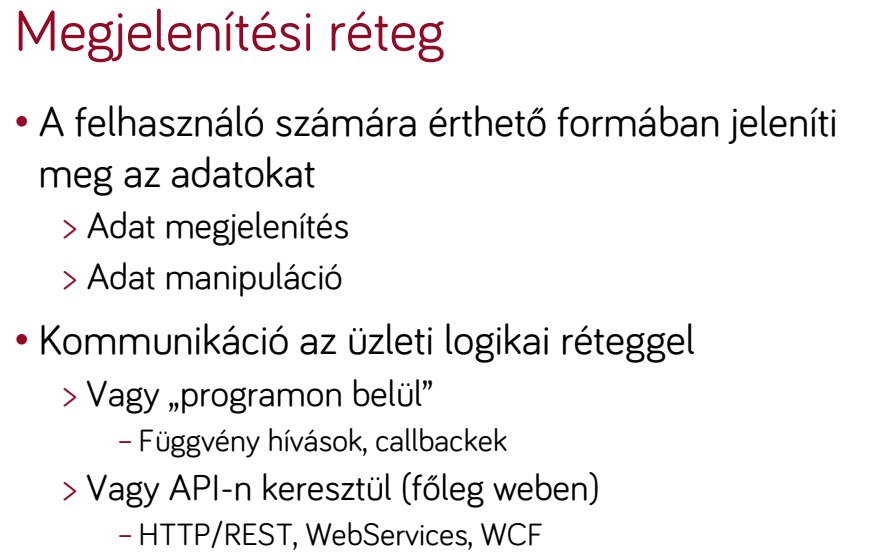 Megjelenítési réteg
• A felhasználó számára érthető formában jeleníti
meg az adatokat
> Adat megjelenítés
> Adat manipuláció
• Kommunikáció az üzleti logikai réteggel
> Vagy „programon belül”
– Függvény hívások, callbackek
> Vagy API-n keresztül (főleg weben)
– HTTP/REST, WebServices, WCF